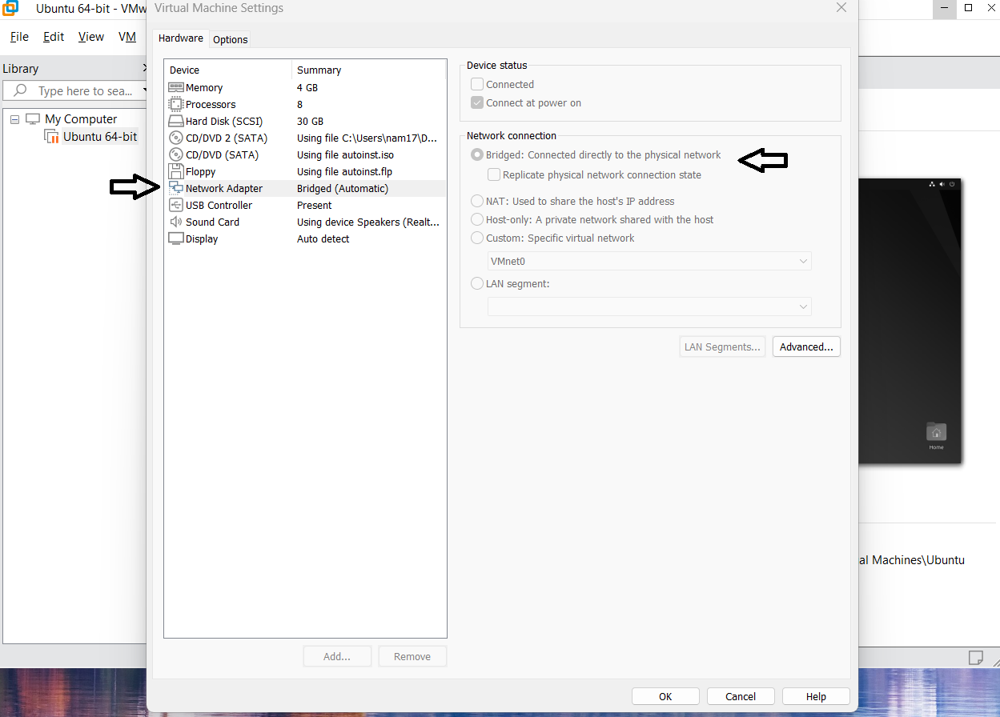 Ubuntu 64-bit - VMw
Virtual Machine Settings
File Edit View VM
Hardware Options
Library
Type here to sea...
My Computer
Ubuntu 64-bit
Device Summary
Memory 4 GB
Processors 8
Hard Disk (SCSI) 30 GB
CD/DVD 2 (SATA) Using file C:\Users\nam17\D...
CD/DVD (SATA) Using file autoinst.iso
Floppy Using file autoinst.flp
Network Adapter Bridged (Automatic)
USB Controller Present
Sound Card Using device Speakers (Realt...
Display Auto detect
Add... Remove
Device status
Connected
Connect at power on
Network connection
Bridged: Connected directly to the physical network
Replicate physical network connection state
NAT: Used to share the host's IP address
Host-only: A private network shared with the host
Custom: Specific virtual network
VMnet0
LAN segment:
LAN Segments... Advanced...
Home
al Machines\Ubuntu
OK Cancel Help